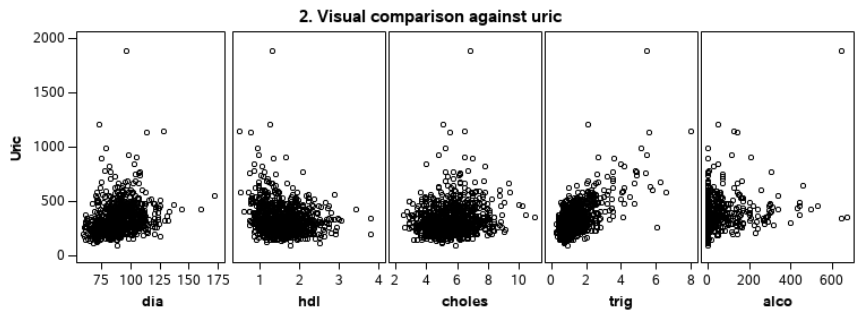 2. Visual comparison against uric
2000
1500
1000
500
0
Uric
75 100 125 150 175
1 2 3 4
2 4 6 8 10
0 2 4 6 8
0 200 400 600
dia
hdl
choles
trig
alco